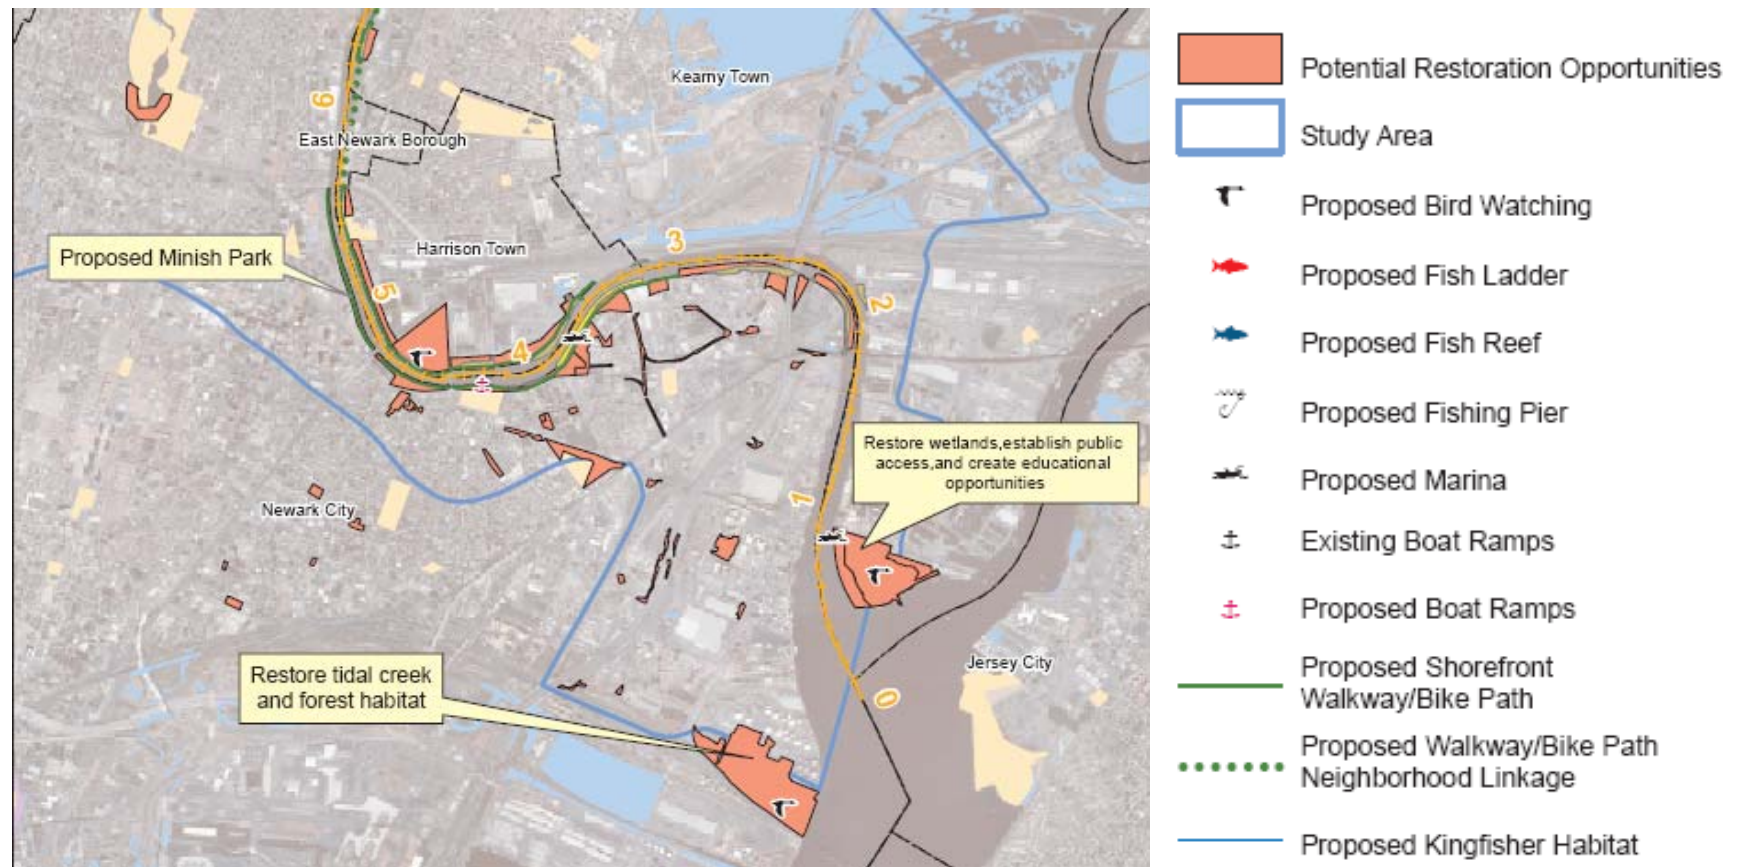 Kearny Town
6
East Newark Borough
3
Harrison Town
Proposed Minish Park
5
2
4
Restore wetlands,establish public
access,and create educational
opportunities
1
Newark City
Restore tidal creek
and forest habitat
Jersey City
0
Potential Restoration Opportunities
Study Area
Proposed Bird Watching
Proposed Fish Ladder
Proposed Fish Reef
Proposed Fishing Pier
Proposed Marina
Existing Boat Ramps
Proposed Boat Ramps
Proposed Shorefront
Walkway/Bike Path
Proposed Walkway/Bike Path
Neighborhood Linkage
Proposed Kingfisher Habitat